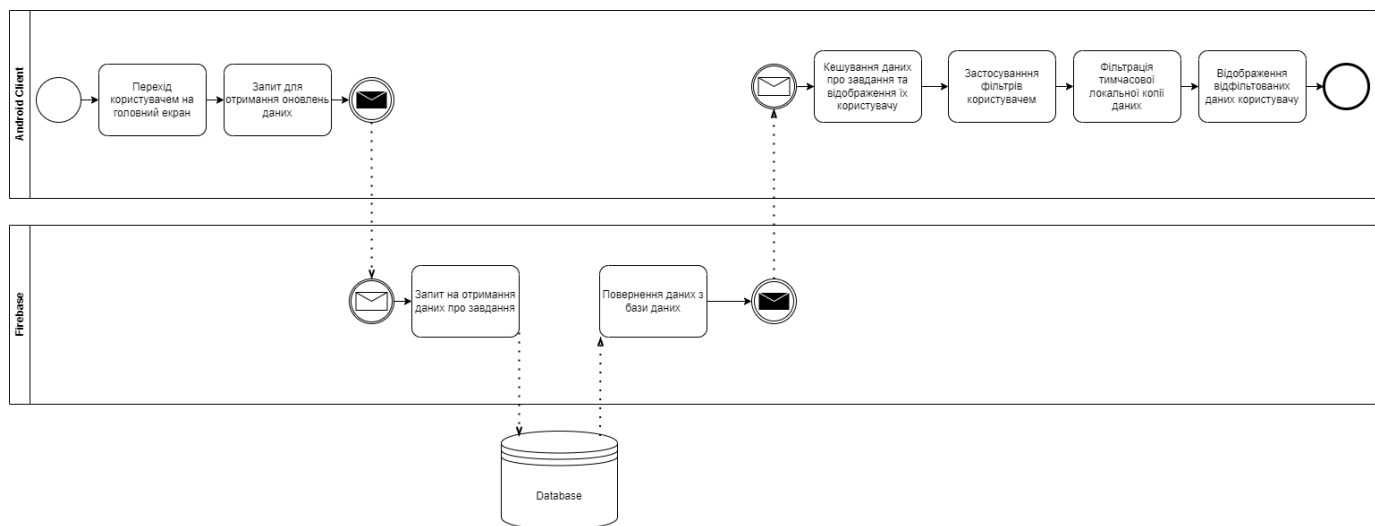 Android Client
Перехід
користувачем на
головний екран
Запит для
отримання оновлень
даних
Кешування даних
про завдання та
відображення їх
користувачу
Застосуванння
фільтрів
користувачем
Фільтрація
тимчасової
локальної копії
даних
Відображення
відфільтованих
даних користувачу
Firebase
Запит на отримання
даних про завдання
Повернення даних з
бази даних
Database